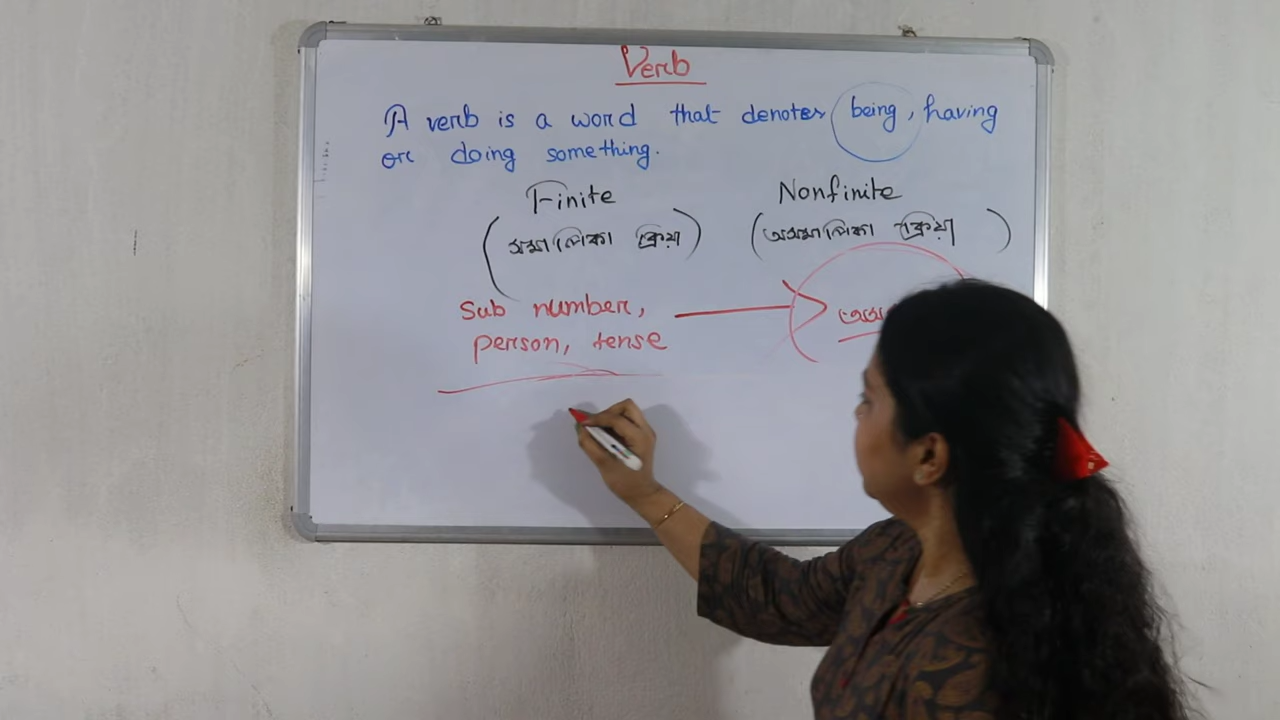 Verb
A verb is a word that denotes being, having
or doing something.
Finite Nonfinite
(সমাপিকা ক্রিয়া) (অসমাপিকা ক্রিয়া)
Sub number,
person, tense